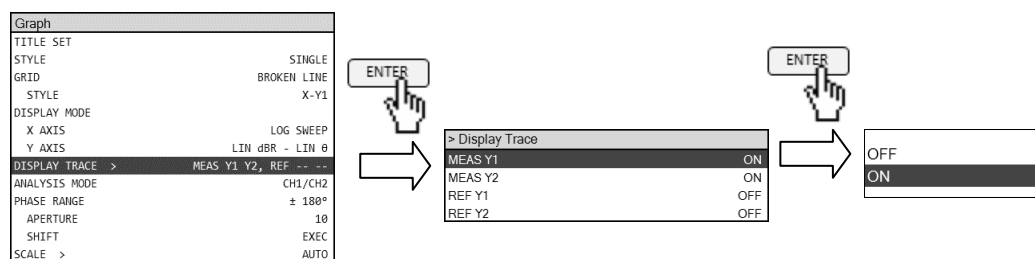 Graph
TITLE SET
STYLE SINGLE
GRID BROKEN LINE
STYLE X-Y1
DISPLAY MODE
X AXIS LOG SWEEP
Y AXIS LIN dBR - LIN θ
DISPLAY TRACE > MEAS Y1 Y2, REF -- --
ANALYSIS MODE CH1/CH2
PHASE RANGE ± 180°
APERTURE 10
SHIFT EXEC
SCALE > AUTO
ENTER
> Display Trace
MEAS Y1 ON
MEAS Y2 ON
REF Y1 OFF
REF Y2 OFF
ENTER
OFF
ON